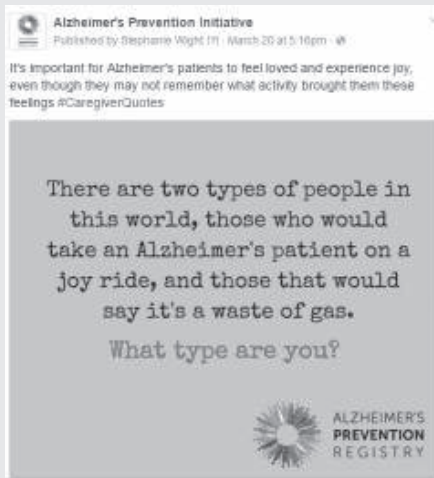 Alzheimer's Prevention Initiative
Published by Stephanie Wight · March 20 at 5:16pm ·
It's important for Alzheimer's patients to feel loved and experience joy,
even though they may not remember what activity brought them these
feelings #CaregiverQuotes
There are two types of people in
this world, those who would
take an Alzheimer's patient on a
joy ride, and those that would
say it's a waste of gas.
What type are you?
ALZHEIMER'S
PREVENTION
REGISTRY